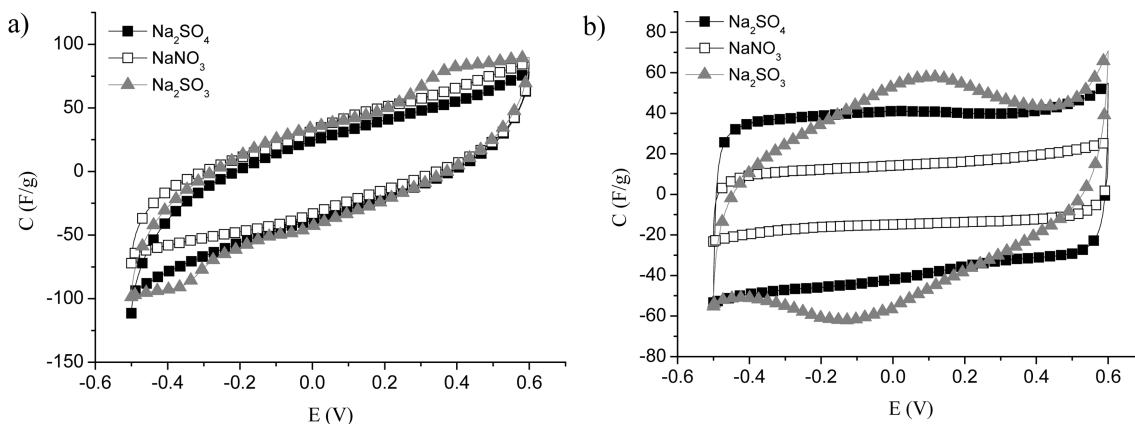 a)
Na₂SO₄
NaNO₃
Na₂SO₃
C (F/g)
100
50
0
-50
-100
-150
-0.6 -0.4 -0.2 0.0 0.2 0.4 0.6
E (V)
b)
Na₂SO₄
NaNO₃
Na₂SO₃
C (F/g)
80
60
40
20
0
-20
-40
-60
-80
-0.6 -0.4 -0.2 0.0 0.2 0.4 0.6
E (V)